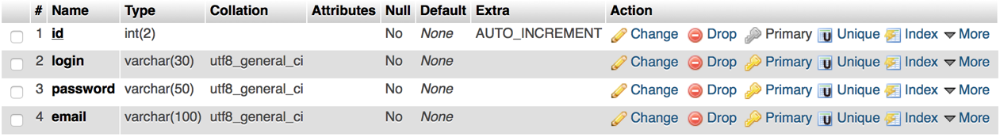 # Name Type Collation Attributes Null Default Extra Action
1 id int(2) No None AUTO_INCREMENT Change Drop Primary Unique Index More
2 login varchar(30) utf8_general_ci No None Change Drop Primary Unique Index More
3 password varchar(50) utf8_general_ci No None Change Drop Primary Unique Index More
4 email varchar(100) utf8_general_ci No None Change Drop Primary Unique Index More